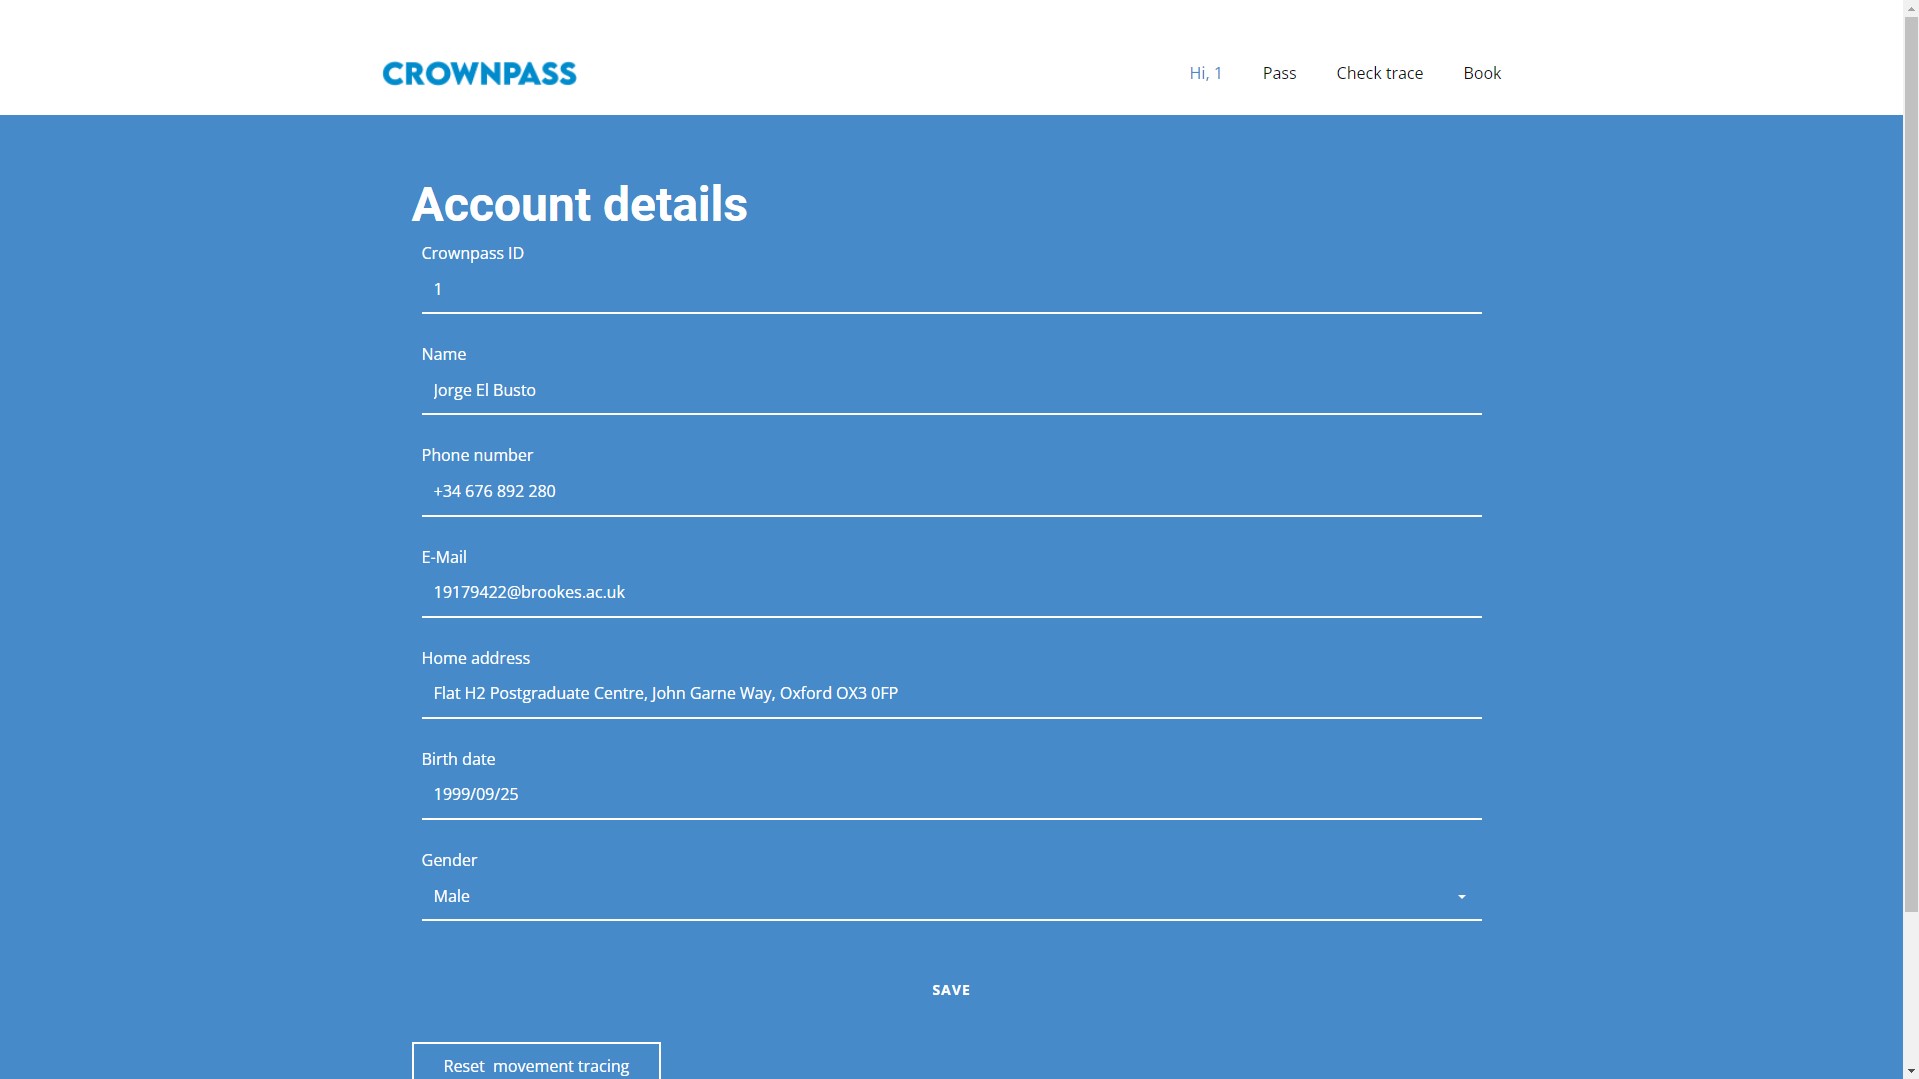 CROWNPASS
Hi, 1 Pass Check trace Book
Account details
Crownpass ID
1
Name
Jorge El Busto
Phone number
+34 676 892 280
E-Mail
19179422@brookes.ac.uk
Home address
Flat H2 Postgraduate Centre, John Garne Way, Oxford OX3 0FP
Birth date
1999/09/25
Gender
Male
SAVE
Reset movement tracing